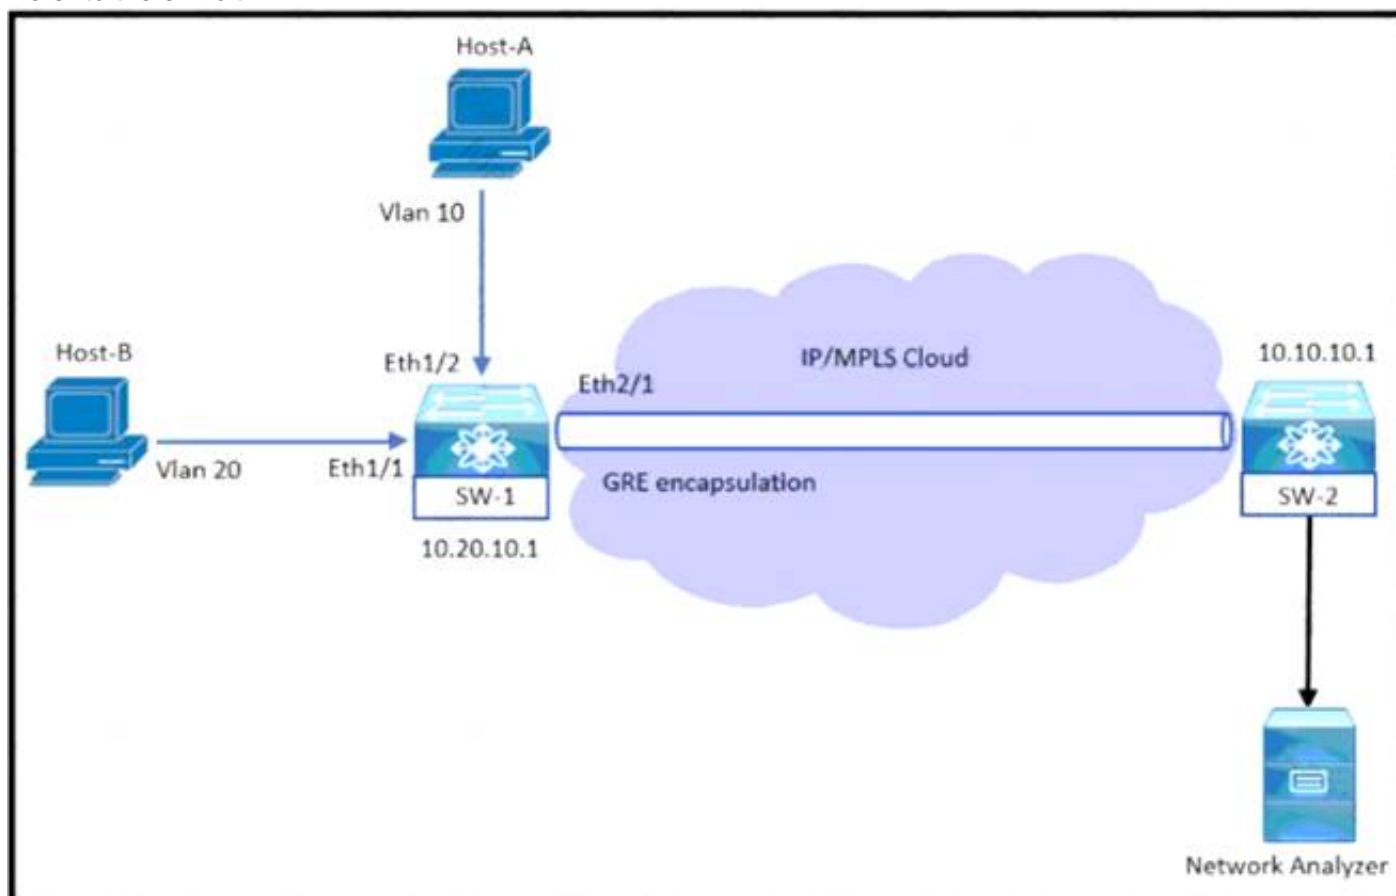 Host-A
Vlan 10
Host-B
Eth1/2
IP/MPLS Cloud
10.10.10.1
Eth2/1
Vlan 20
Eth1/1
GRE encapsulation
SW-1
SW-2
10.20.10.1
Network Analyzer